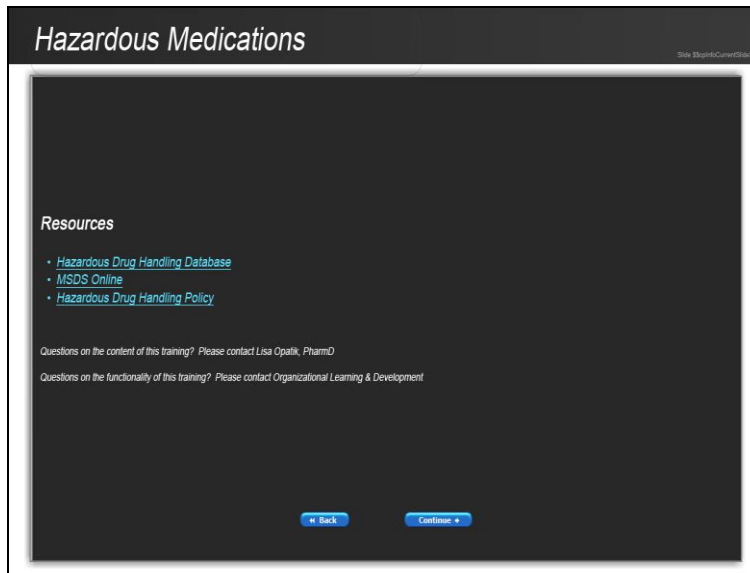 Hazardous Medications
Slide $$cpInfoCurrentSlide
Resources
• Hazardous Drug Handling Database
• MSDS Online
• Hazardous Drug Handling Policy
Questions on the content of this training? Please contact Lisa Opatik, PharmD
Questions on the functionality of this training? Please contact Organizational Learning & Development
Back
Continue